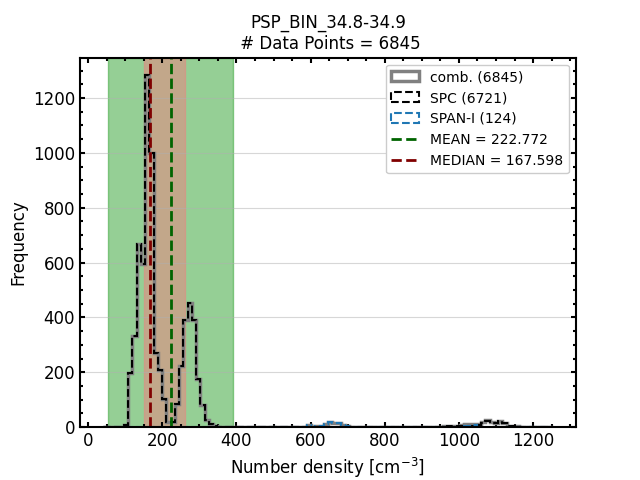 PSP_BIN_34.8-34.9
# Data Points = 6845
comb. (6845)
SPC (6721)
SPAN-I (124)
MEAN = 222.772
MEDIAN = 167.598
Frequency
1200
1000
800
600
400
200
0
0 200 400 600 800 1000 1200
Number density [cm⁻³]